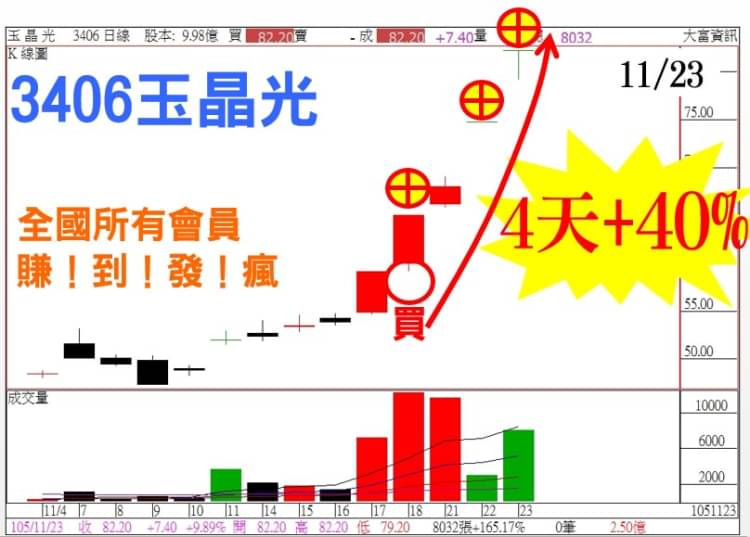 玉晶光 3406 日線 股本: 9.98億 買 82.20 賣 - 成 82.20 +7.40 量 8032 大富資訊
K 線圖
11/23
3406玉晶光
75.00
4天+40%
全國所有會員
賺！到！發！瘋
買
55.00
50.00
成交量
10000
6000
2000
11/4 7 8 9 10 11 14 15 16 17 18 21 22 23 1051123
105/11/23 收 82.20 +7.40 +9.89% 開 82.20 高 82.20 低 79.20 8032張+165.17% 0筆 2.50億